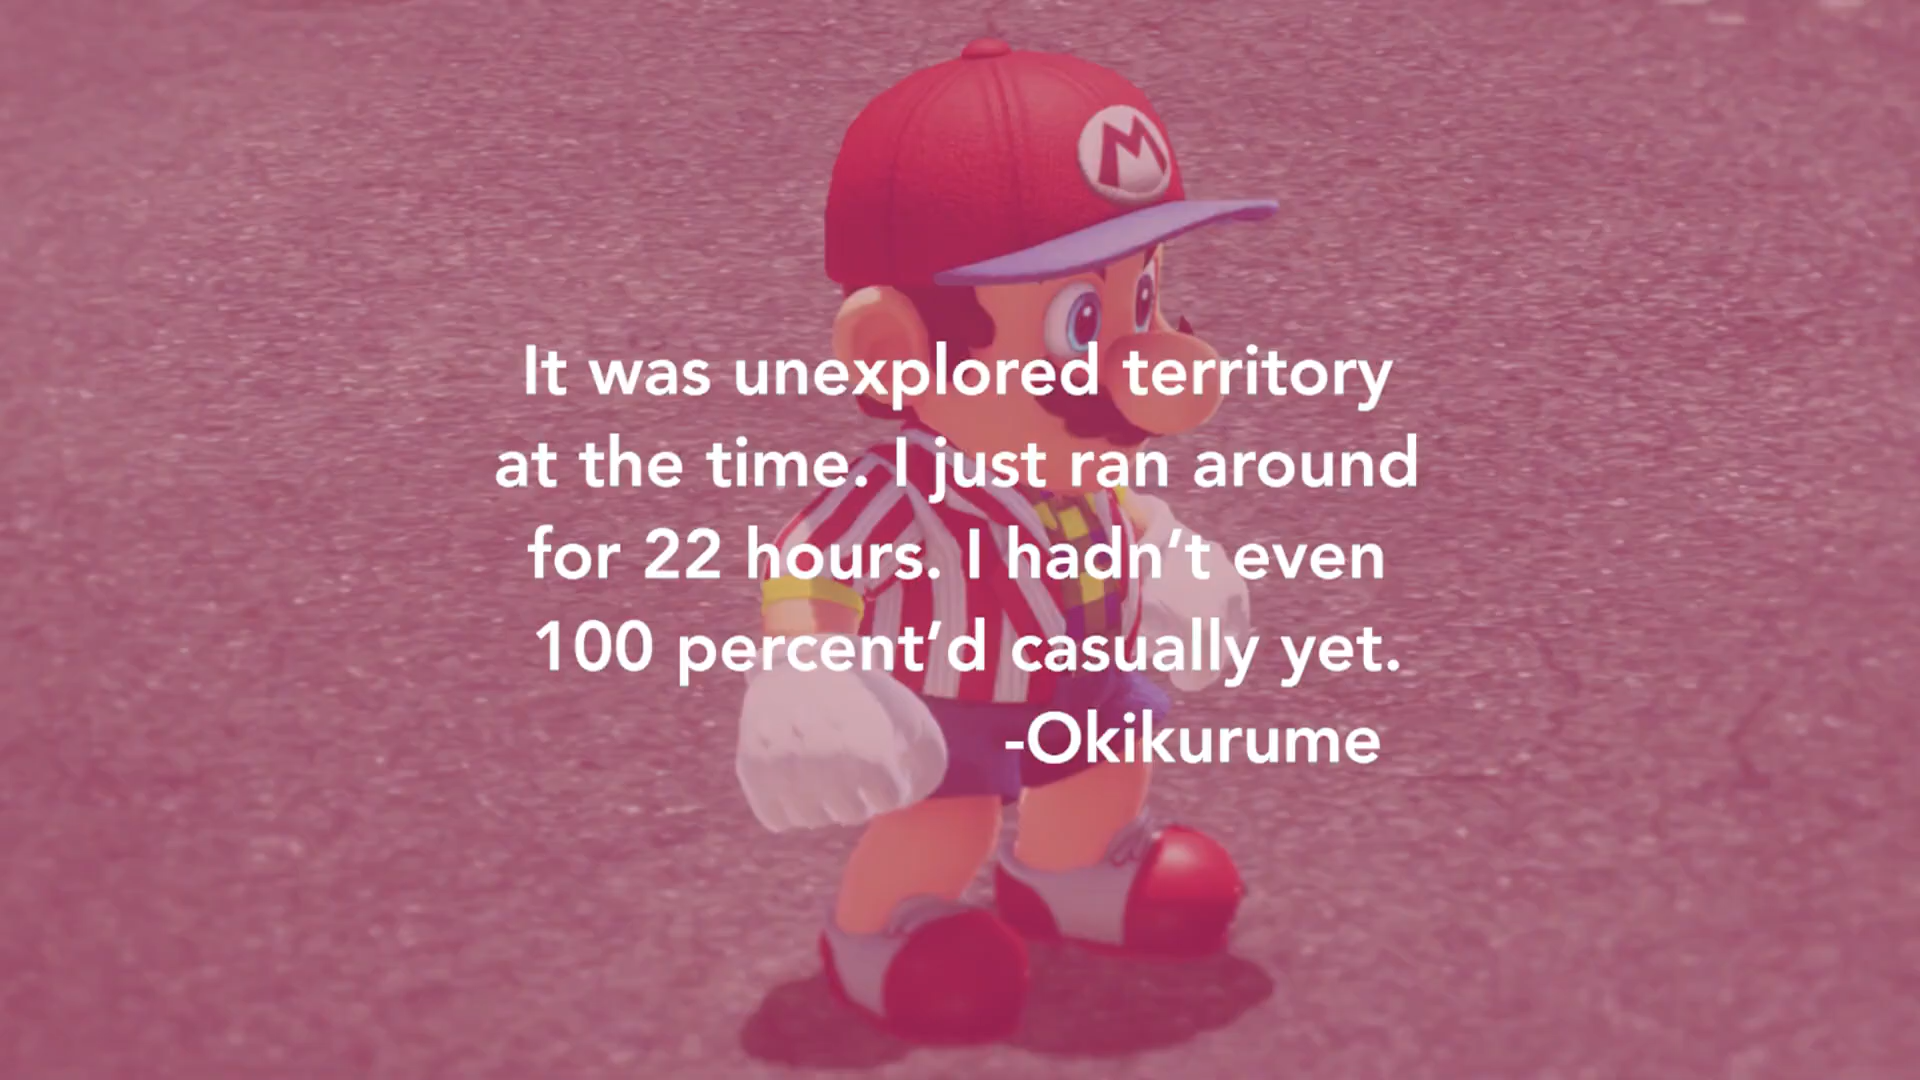 M
It was unexplored territory
at the time. I just ran around
for 22 hours. I hadn’t even
100 percent’d casually yet.
-Okikurume